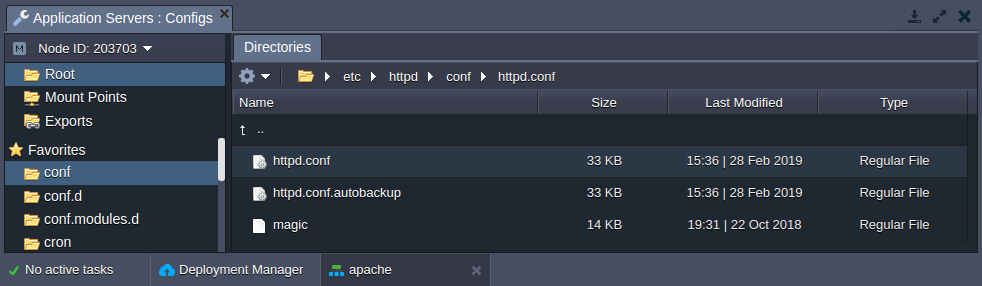 Application Servers : Configs
M Node ID: 203703
Root
Mount Points
Exports
Favorites
conf
conf.d
conf.modules.d
cron
Directories
etc httpd conf httpd.conf
Name Size Last Modified Type
..
httpd.conf 33 KB 15:36 | 28 Feb 2019 Regular File
httpd.conf.autobackup 33 KB 15:36 | 28 Feb 2019 Regular File
magic 14 KB 19:31 | 22 Oct 2018 Regular File
No active tasks Deployment Manager apache